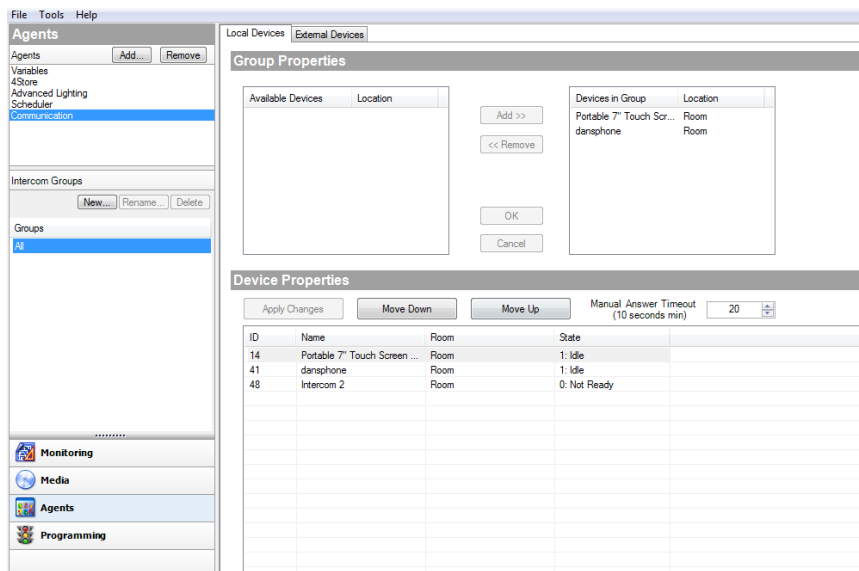 File Tools Help
Agents
Agents Add... Remove
Variables
4Store
Advanced Lighting
Scheduler
Communication
Intercom Groups
New... Rename... Delete
Groups
All
Monitoring
Media
Agents
Programming
Local Devices External Devices
Group Properties
Available Devices Location
Add >>
<< Remove
OK
Cancel
Devices in Group Location
Portable 7" Touch Scr... Room
dansphone Room
Device Properties
Apply Changes Move Down Move Up Manual Answer Timeout
(10 seconds min) 20
ID Name Room State
14 Portable 7" Touch Screen ... Room 1: Idle
41 dansphone Room 1: Idle
48 Intercom 2 Room 0: Not Ready